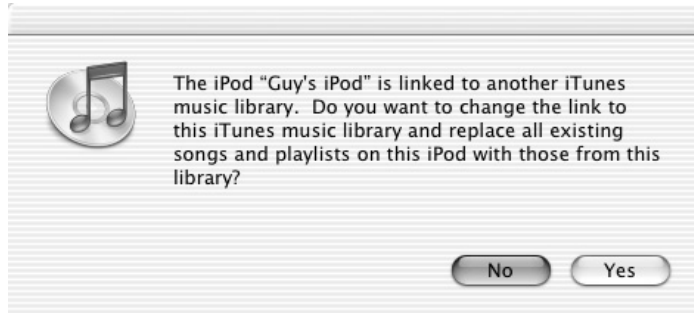 The iPod “Guy's iPod” is linked to another iTunes
music library.  Do you want to change the link to
this iTunes music library and replace all existing
songs and playlists on this iPod with those from this
library?
No
Yes